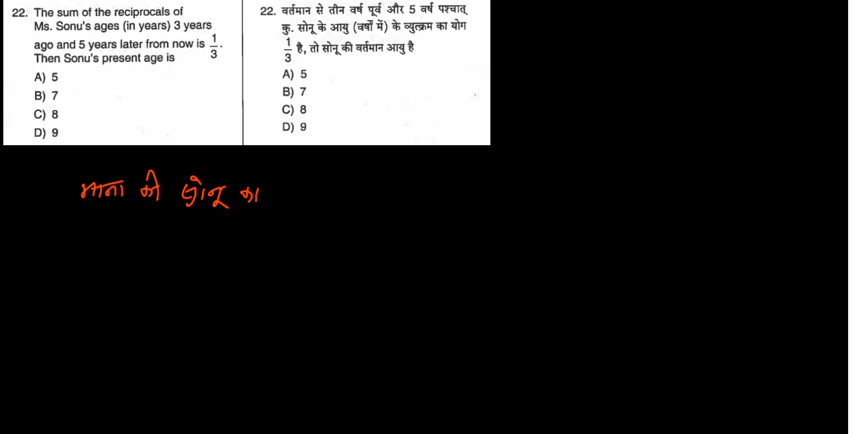 22. The sum of the reciprocals of
Ms. Sonu's ages (in years) 3 years
ago and 5 years later from now is 1/3.
Then Sonu's present age is
A) 5
B) 7
C) 8
D) 9
22. वर्तमान से तीन वर्ष पूर्व और 5 वर्ष पश्चात्
कु. सोनू के आयु (वर्षों में) के व्युत्क्रम का योग
1/3 है, तो सोनू की वर्तमान आयु है
A) 5
B) 7
C) 8
D) 9
माना की सोनू का